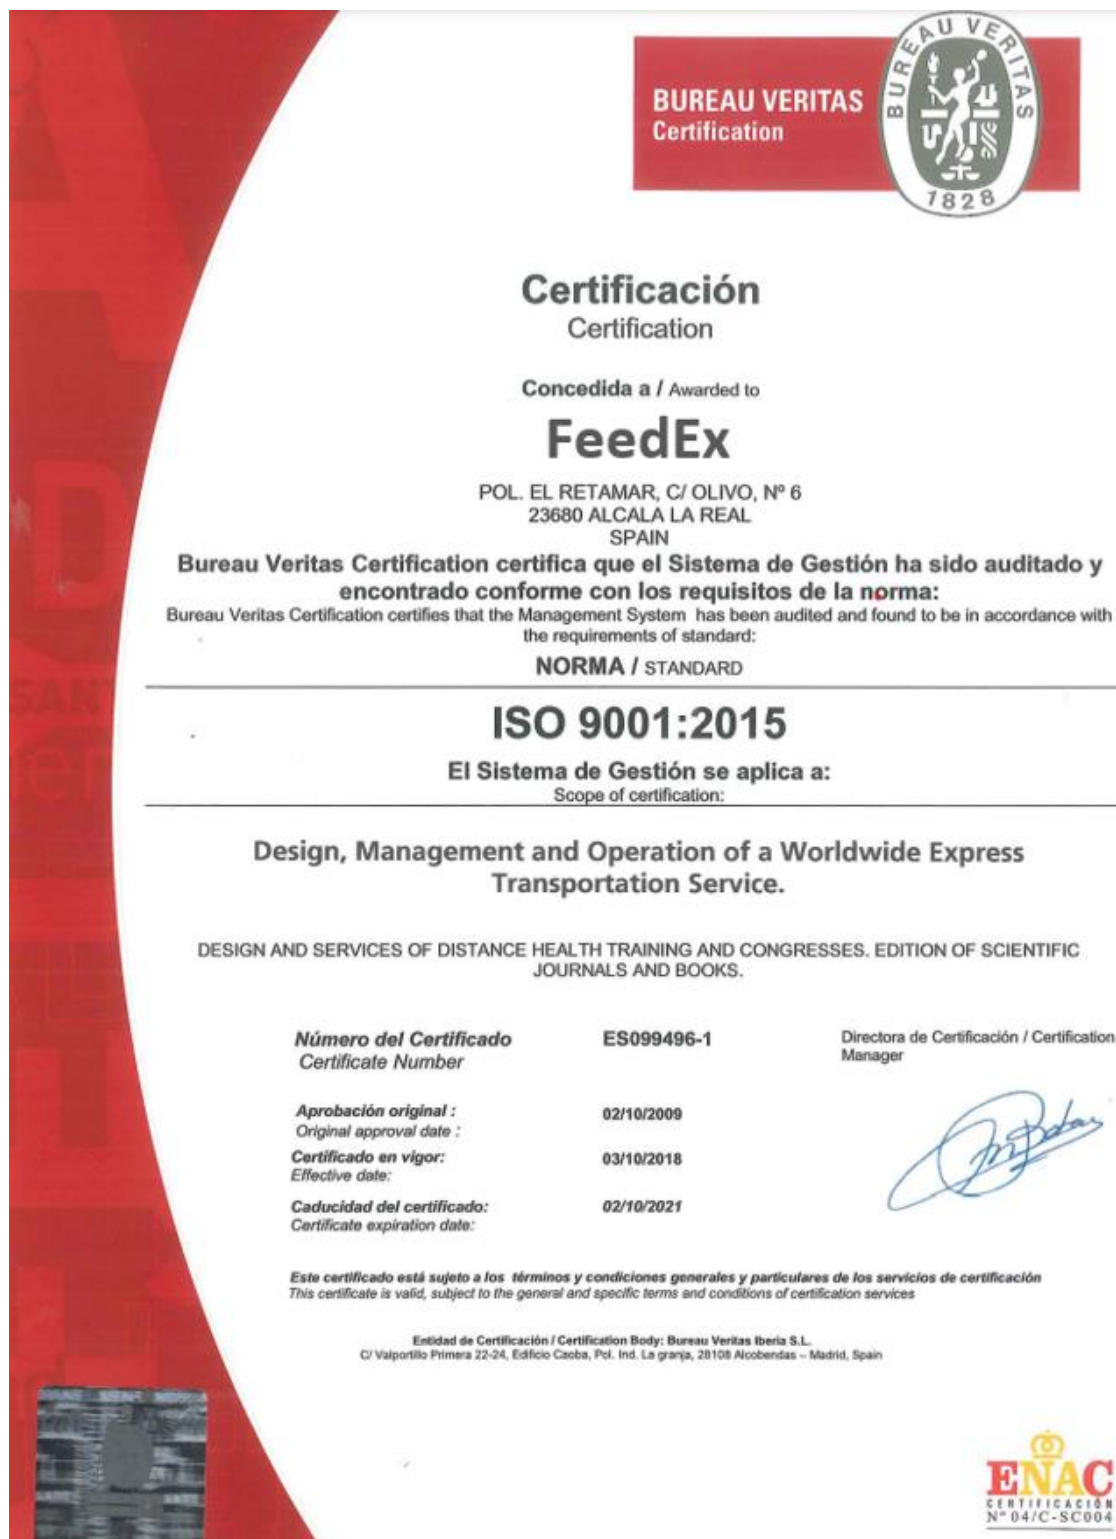 BUREAU VERITAS
Certification
BUREAU VERITAS
1828
Certificación
Certification
Concedida a / Awarded to
FeedEx
POL. EL RETAMAR, C/ OLIVO, Nº 6
23680 ALCALA LA REAL
SPAIN
Bureau Veritas Certification certifica que el Sistema de Gestión ha sido auditado y
encontrado conforme con los requisitos de la norma:
Bureau Veritas Certification certifies that the Management System has been audited and found to be in accordance with
the requirements of standard:
NORMA / STANDARD
ISO 9001:2015
El Sistema de Gestión se aplica a:
Scope of certification:
Design, Management and Operation of a Worldwide Express
Transportation Service.
DESIGN AND SERVICES OF DISTANCE HEALTH TRAINING AND CONGRESSES. EDITION OF SCIENTIFIC
JOURNALS AND BOOKS.
Número del Certificado ES099496-1
Certificate Number
Directora de Certificación / Certification
Manager
Aprobación original : 02/10/2009
Original approval date :
Certificado en vigor: 03/10/2018
Effective date:
Caducidad del certificado: 02/10/2021
Certificate expiration date:
Este certificado está sujeto a los términos y condiciones generales y particulares de los servicios de certificación
This certificate is valid, subject to the general and specific terms and conditions of certification services
Entidad de Certificación / Certification Body: Bureau Veritas Iberia S.L.
C/ Valportillo Primera 22-24, Edificio Caoba, Pol. Ind. La granja, 28108 Alcobendas – Madrid, Spain
ENAC
CERTIFICACIÓN
Nº 04/C-SC004